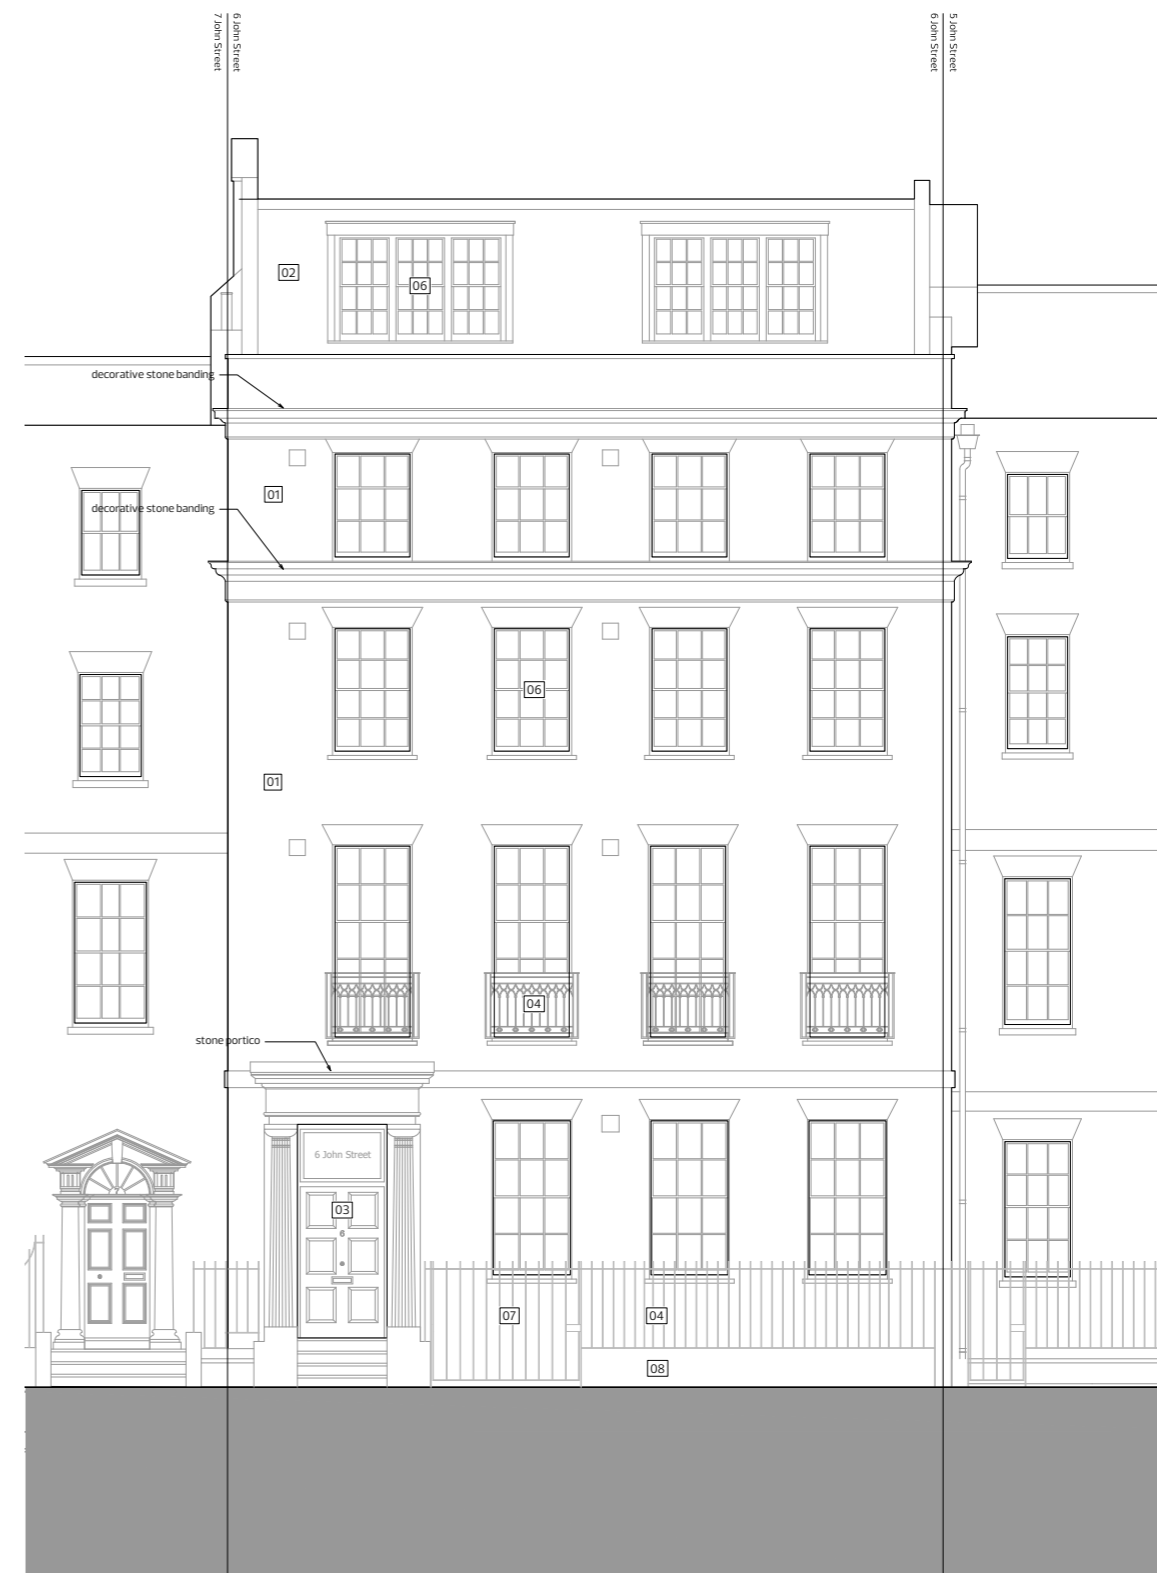 7 John Street
6 John Street
6 John Street
5 John Street
02
06
decorative stone banding
01
decorative stone banding
06
01
04
stone portico
6 John Street
7
03
6
07
04
08